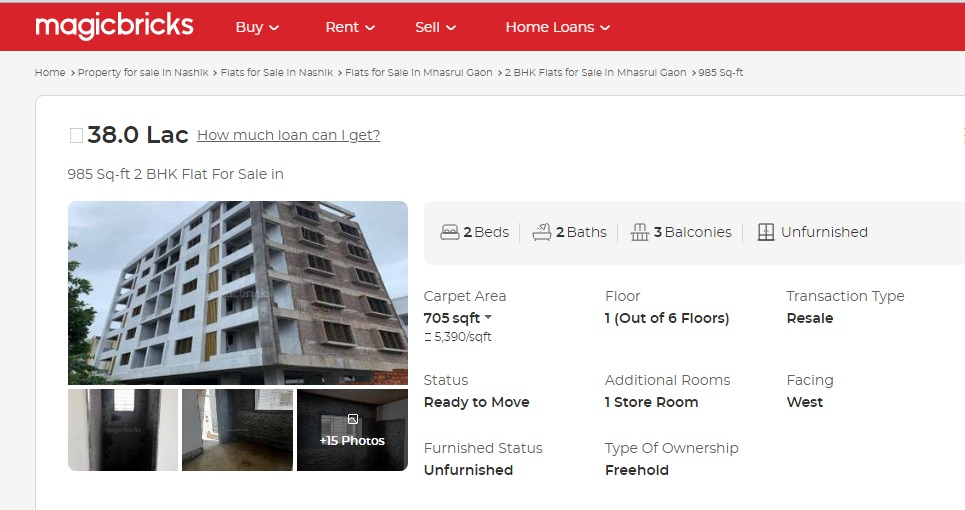 magicbricks
Buy Rent Sell Home Loans
Home > Property for sale in Nashik > Flats for Sale in Nashik > Flats for Sale in Mhasrul Gaon > 2 BHK Flats for Sale in Mhasrul Gaon > 985 Sq-ft
38.0 Lac How much loan can I get?
985 Sq-ft 2 BHK Flat For Sale in
2 Beds 2 Baths 3 Balconies Unfurnished
Carpet Area Floor Transaction Type
705 sqft 1 (Out of 6 Floors) Resale
5,390/sqft
Status Additional Rooms Facing
Ready to Move 1 Store Room West
+15 Photos
Furnished Status Type Of Ownership
Unfurnished Freehold